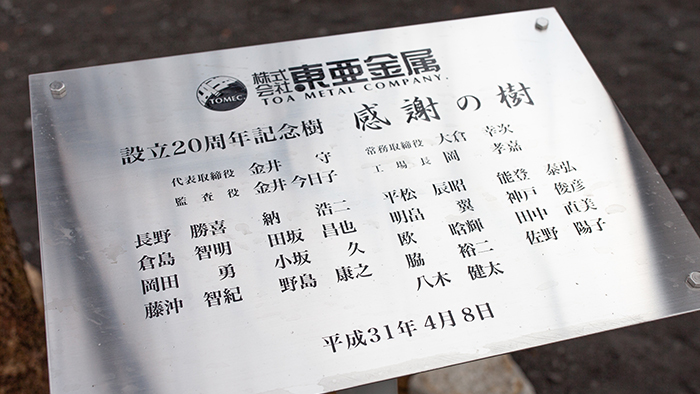 TOMEC
株式会社 東亜金属
TOA METAL COMPANY.
設立20周年記念樹 感謝の樹
代表取締役 金井 守 常務取締役 大倉 幸次
監査役 金井今日子 工場長 岡 孝嘉
長野 勝喜 納 浩二 平松 辰昭 能登 泰弘
倉島 智明 田坂 昌也 明畠 翼 神戸 俊彦
岡田 勇 小坂 久 欧 晗輝 田中 直美
藤沖 智紀 野島 康之 脇 裕二 佐野 陽子
八木 健太
平成31年4月8日